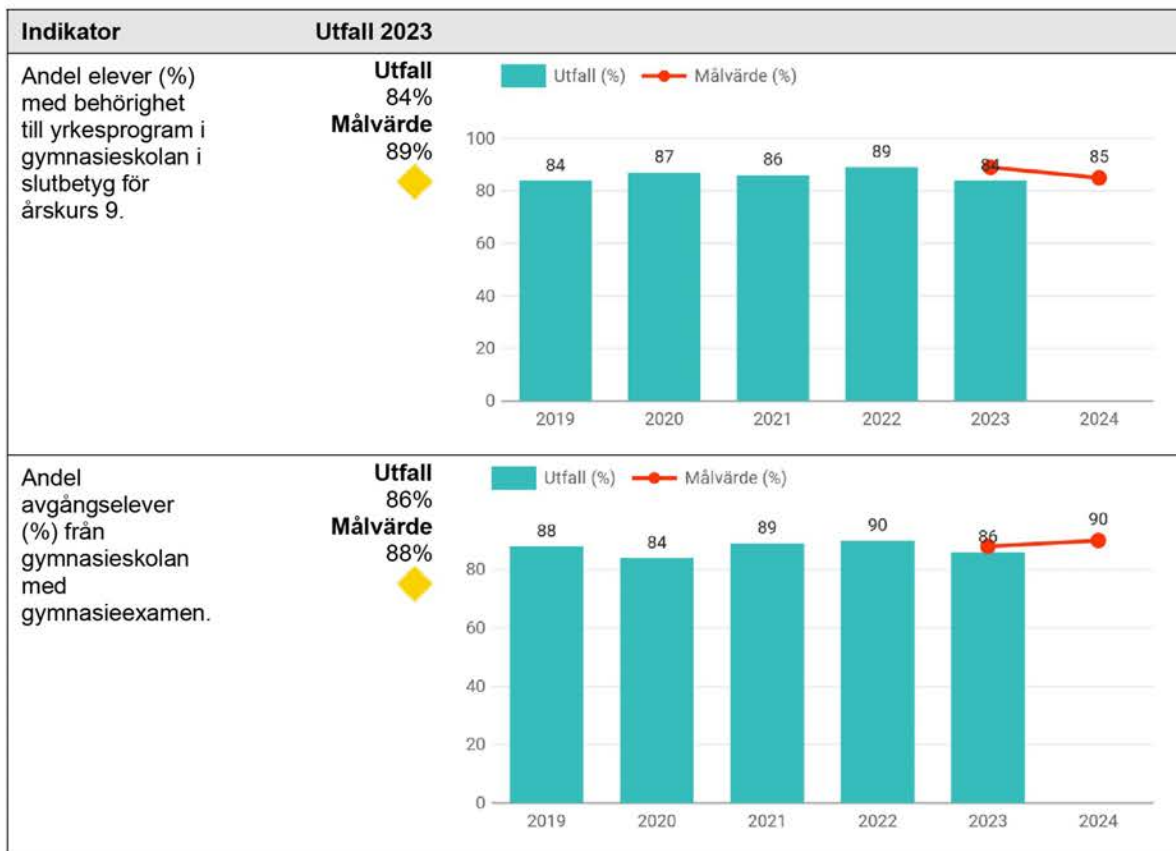 Indikator Utfall 2023
Andel elever (%)
med behörighet
till yrkesprogram i
gymnasieskolan i
slutbetyg för
årskurs 9.
Utfall
84%
Målvärde
89%
Utfall (%) Målvärde (%)
100
80
60
40
20
0
84 87 86 89 84 85
2019 2020 2021 2022 2023 2024
Andel
avgångselever
(%) från
gymnasieskolan
med
gymnasieexamen.
Utfall
86%
Målvärde
88%
Utfall (%) Målvärde (%)
80
60
40
20
0
88 84 89 90 86 90
2019 2020 2021 2022 2023 2024